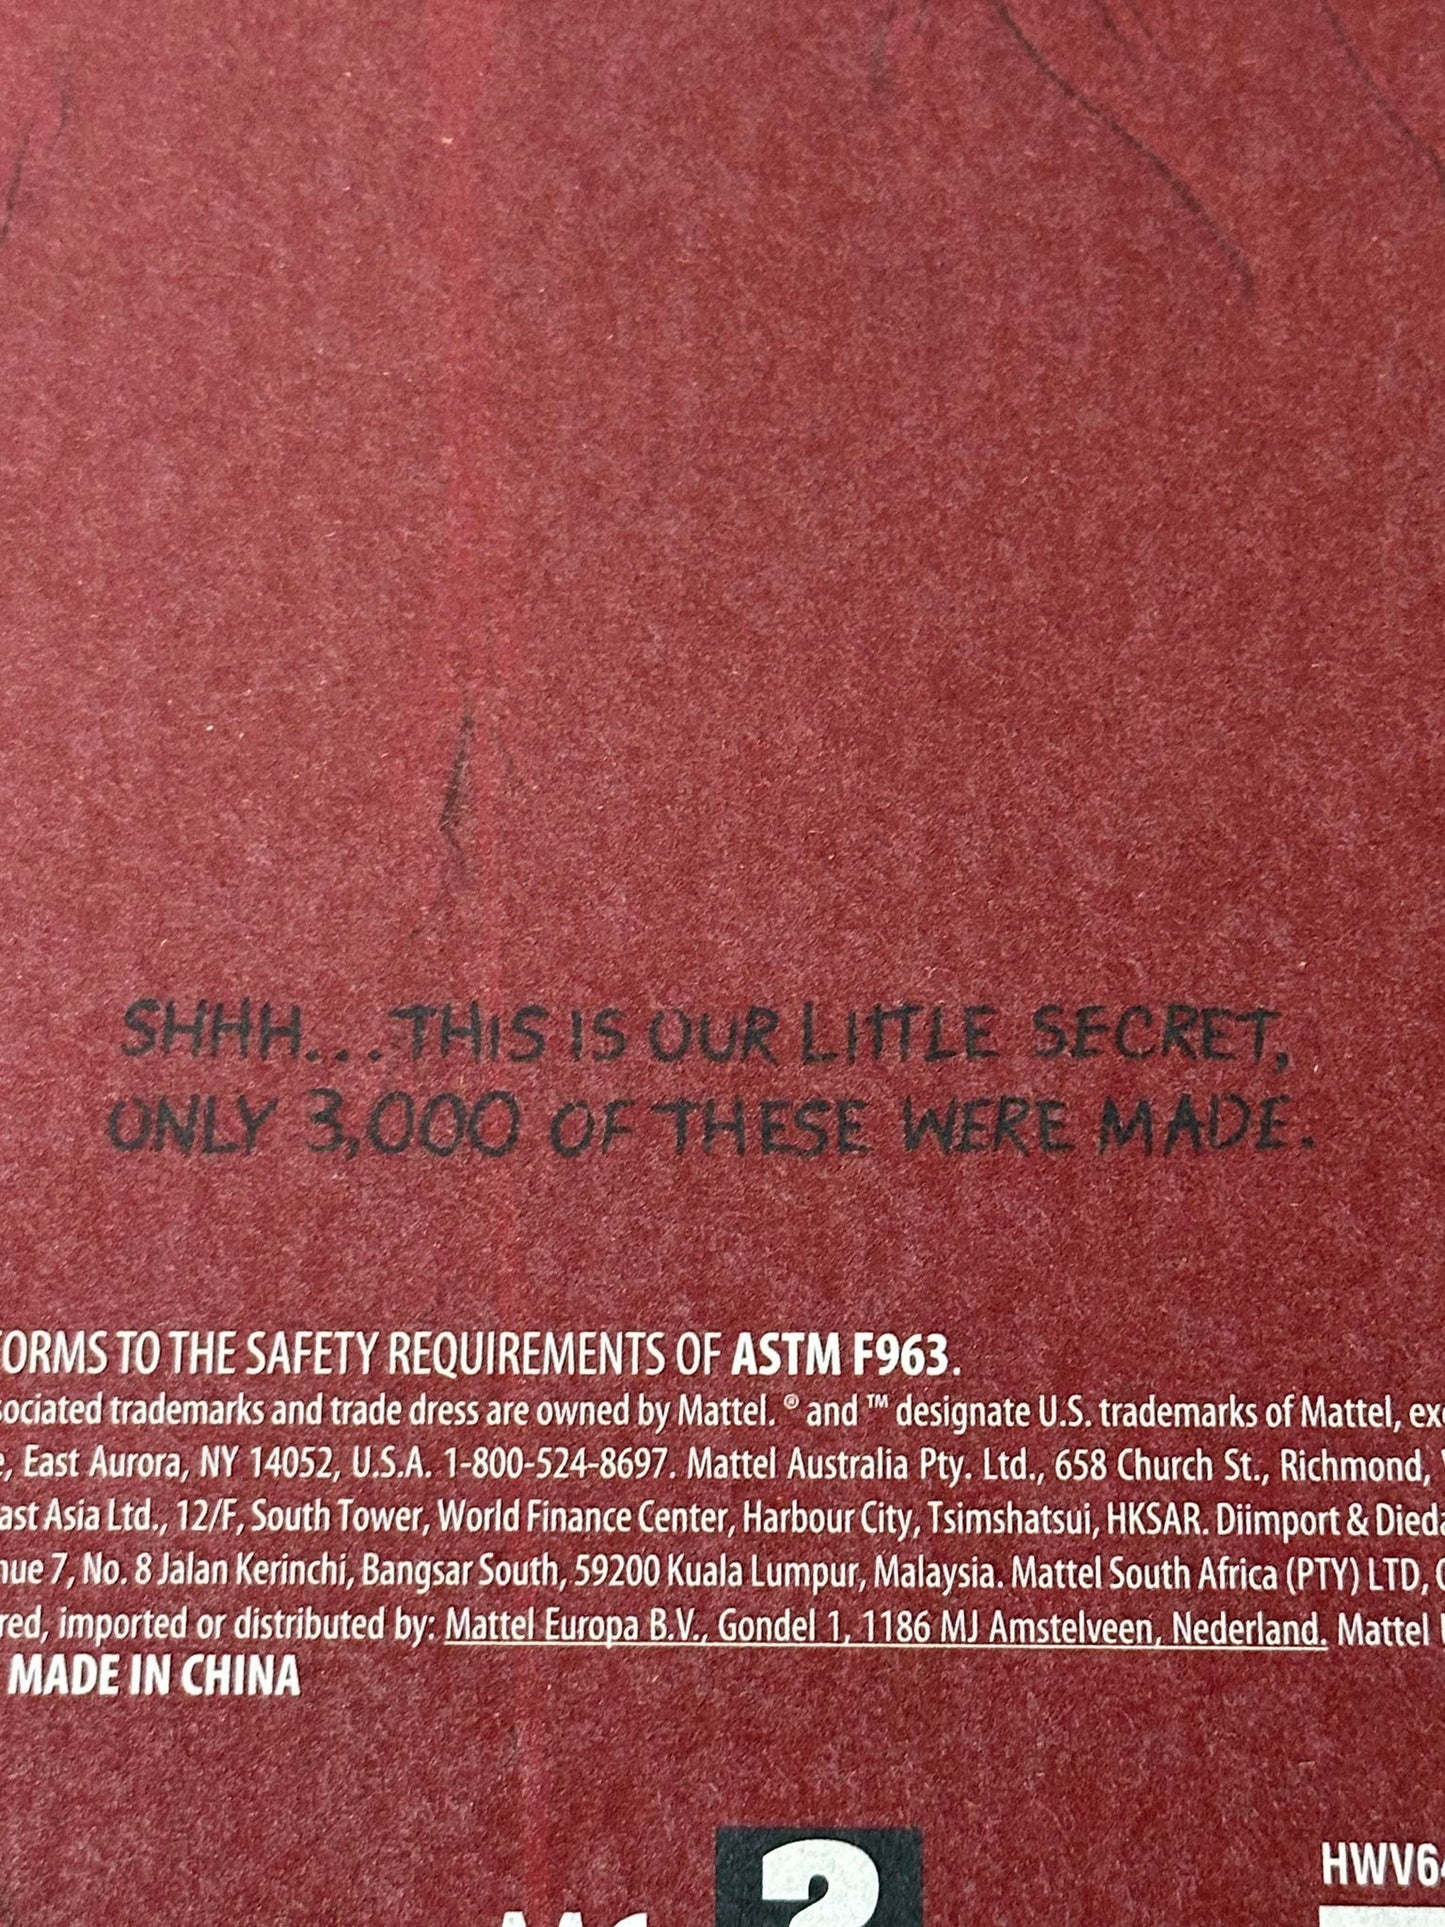 SHHH... THIS IS OUR LITTLE SECRET,
ONLY 3,000 OF THESE WERE MADE.
FORMS TO THE SAFETY REQUIREMENTS OF ASTM F963.
sociated trademarks and trade dress are owned by Mattel. ® and ™ designate U.S. trademarks of Mattel, exc
e, East Aurora, NY 14052, U.S.A. 1-800-524-8697. Mattel Australia Pty. Ltd., 658 Church St., Richmond,
ast Asia Ltd., 12/F, South Tower, World Finance Center, Harbour City, Tsimshatsui, HKSAR. Diimport & Dieda
nue 7, No. 8 Jalan Kerinchi, Bangsar South, 59200 Kuala Lumpur, Malaysia. Mattel South Africa (PTY) LTD,
red, imported or distributed by: Mattel Europa B.V., Gondel 1, 1186 MJ Amstelveen, Nederland. Mattel
MADE IN CHINA
HWV64